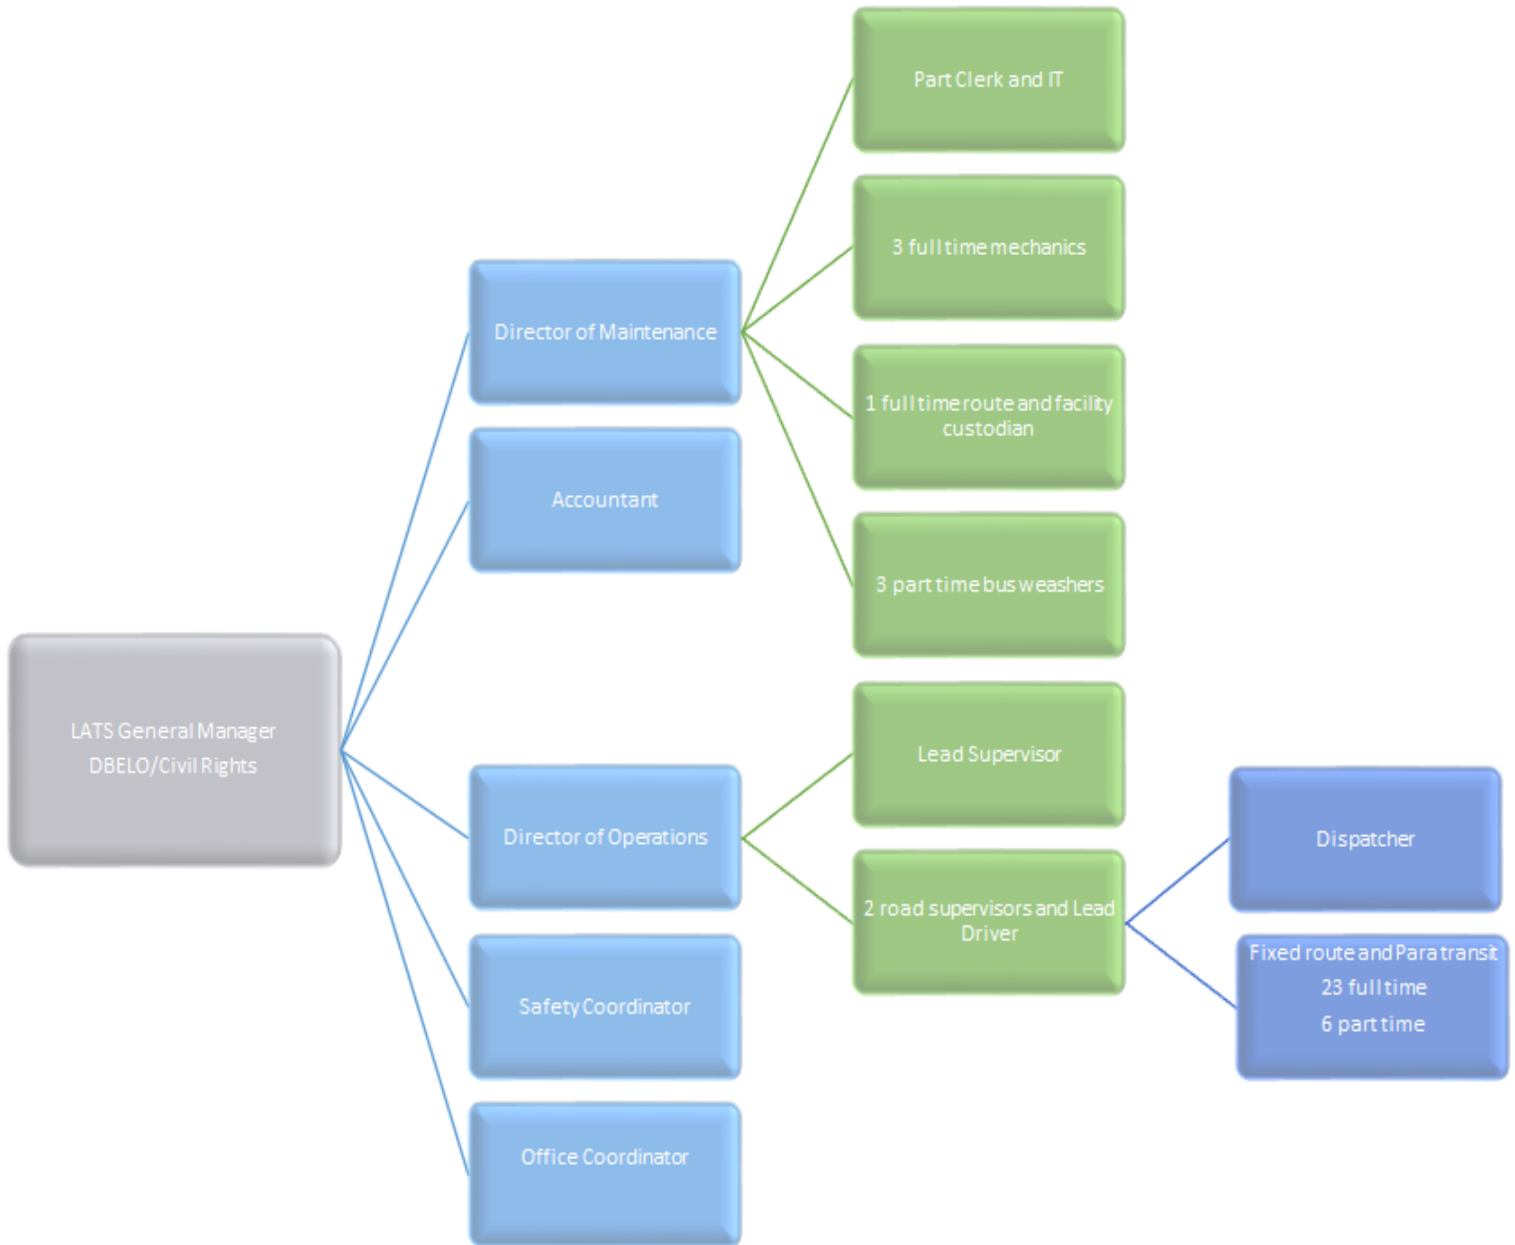 LATS General Manager
DBELO/Civil Rights
Director of Maintenance
Accountant
Director of Operations
Safety Coordinator
Office Coordinator
Part Clerk and IT
3 full time mechanics
1 full time route and facility
custodian
3 part time bus weashers
Lead Supervisor
2 road supervisors and Lead
Driver
Dispatcher
Fixed route and Para transit
23 full time
6 part time